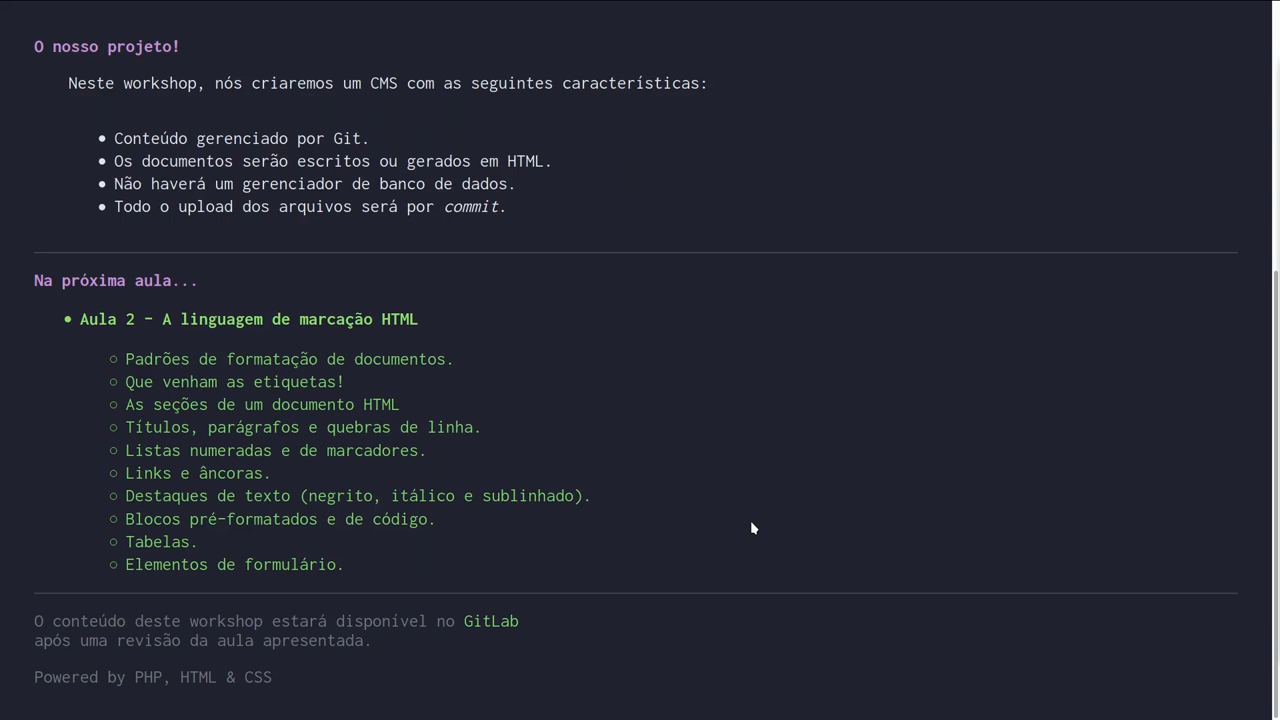 O nosso projeto!
Neste workshop, nós criaremos um CMS com as seguintes características:
• Conteúdo gerenciado por Git.
• Os documentos serão escritos ou gerados em HTML.
• Não haverá um gerenciador de banco de dados.
• Todo o upload dos arquivos será por commit.
Na próxima aula...
• Aula 2 - A linguagem de marcação HTML
○ Padrões de formatação de documentos.
○ Que venham as etiquetas!
○ As seções de um documento HTML
○ Títulos, parágrafos e quebras de linha.
○ Listas numeradas e de marcadores.
○ Links e âncoras.
○ Destaques de texto (negrito, itálico e sublinhado).
○ Blocos pré-formatados e de código.
○ Tabelas.
○ Elementos de formulário.
O conteúdo deste workshop estará disponível no GitLab
após uma revisão da aula apresentada.
Powered by PHP, HTML & CSS